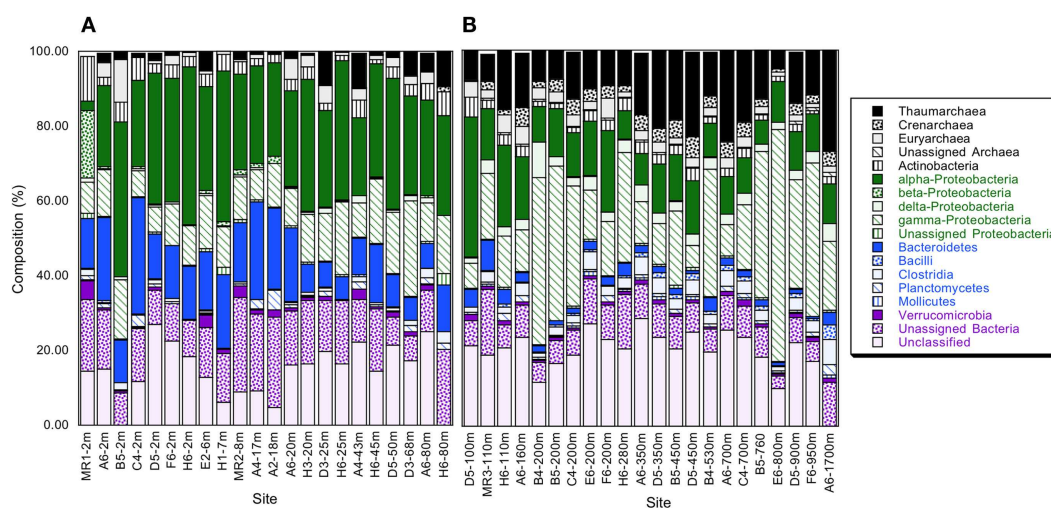 A
B
100.00
80.00
60.00
40.00
20.00
0.00
Composition (%)
MR1-2m
A6-2m
B5-2m
C4-2m
D5-2m
F6-2m
H6-2m
E2-6m
H1-7m
MR2-8m
A4-17m
A2-18m
A6-20m
H3-20m
D3-25m
H6-25m
A4-43m
H6-45m
D5-50m
D3-68m
A6-80m
H6-80m
Site
D5-100m
MR3-110m
H6-110m
A6-160m
B4-200m
B5-200m
C4-200m
E6-200m
F6-200m
H6-280m
A6-350m
D5-350m
B5-450m
D5-450m
B4-530m
A6-700m
C4-700m
B5-760
E6-800m
D5-900m
F6-950m
A6-1700m
Site
Thaumarchaea
Crenarchaea
Euryarchaea
Unassigned Archaea
Actinobacteria
alpha-Proteobacteria
beta-Proteobacteria
delta-Proteobacteria
gamma-Proteobacteria
Unassigned Proteobacteria
Bacteroidetes
Bacilli
Clostridia
Planctomycetes
Mollicutes
Verrucomicrobia
Unassigned Bacteria
Unclassified